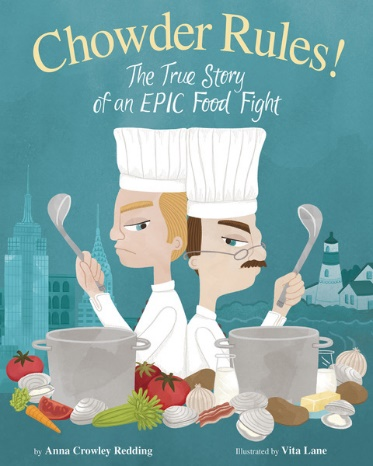 Chowder Rules!
The True Story
of an EPIC Food Fight
by Anna Crowley Redding
Illustrated by Vita Lane